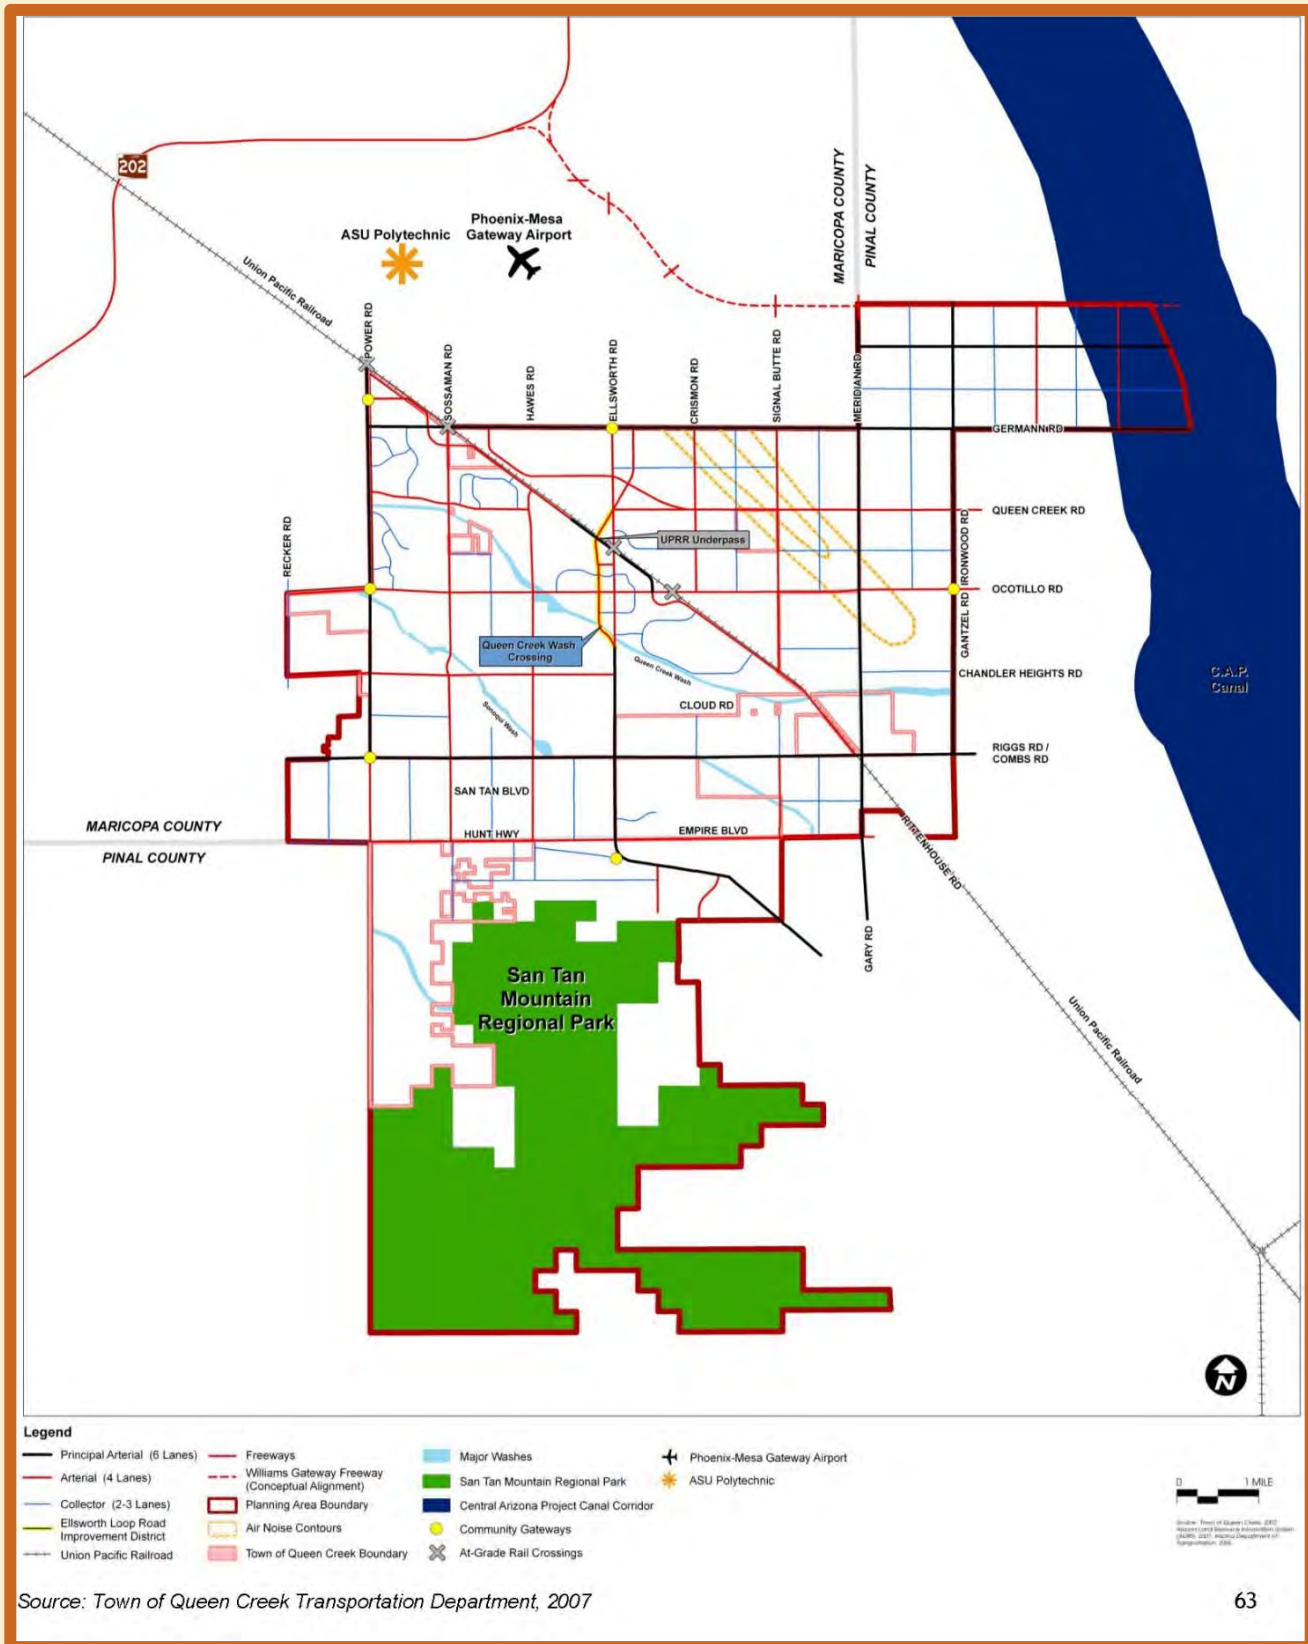 202
MARICOPA COUNTY
PINAL COUNTY
Phoenix-Mesa
Gateway Airport
ASU Polytechnic
Union Pacific Railroad
POWER RD
SOSSAMAN RD
HAWES RD
ELLSWORTH RD
CRISMON RD
SIGNAL BUTTE RD
MERIDIAN RD
GERMANN RD
QUEEN CREEK RD
RECKER RD
UPRR Underpass
IRONWOOD RD
OCOTILLO RD
GANTZEL RD
Queen Creek Wash
Crossing
Queen Creek Wash
CHANDLER HEIGHTS RD
C.A.P.
Canal
CLOUD RD
Sonoqui Wash
RIGGS RD /
COMBS RD
SAN TAN BLVD
MARICOPA COUNTY
PINAL COUNTY
HUNT HWY
EMPIRE BLVD
RITTENHOUSE RD
GARY RD
San Tan
Mountain
Regional Park
Union Pacific Railroad
N
Legend
Principal Arterial (6 Lanes)
Arterial (4 Lanes)
Collector (2-3 Lanes)
Ellsworth Loop Road
Improvement District
Union Pacific Railroad
Freeways
Williams Gateway Freeway
(Conceptual Alignment)
Planning Area Boundary
Air Noise Contours
Town of Queen Creek Boundary
Major Washes
San Tan Mountain Regional Park
Central Arizona Project Canal Corridor
Community Gateways
At-Grade Rail Crossings
Phoenix-Mesa Gateway Airport
ASU Polytechnic
0 1 MILE
Source: Town of Queen Creek, 2007
Source: Town of Queen Creek Transportation Department, 2007
63